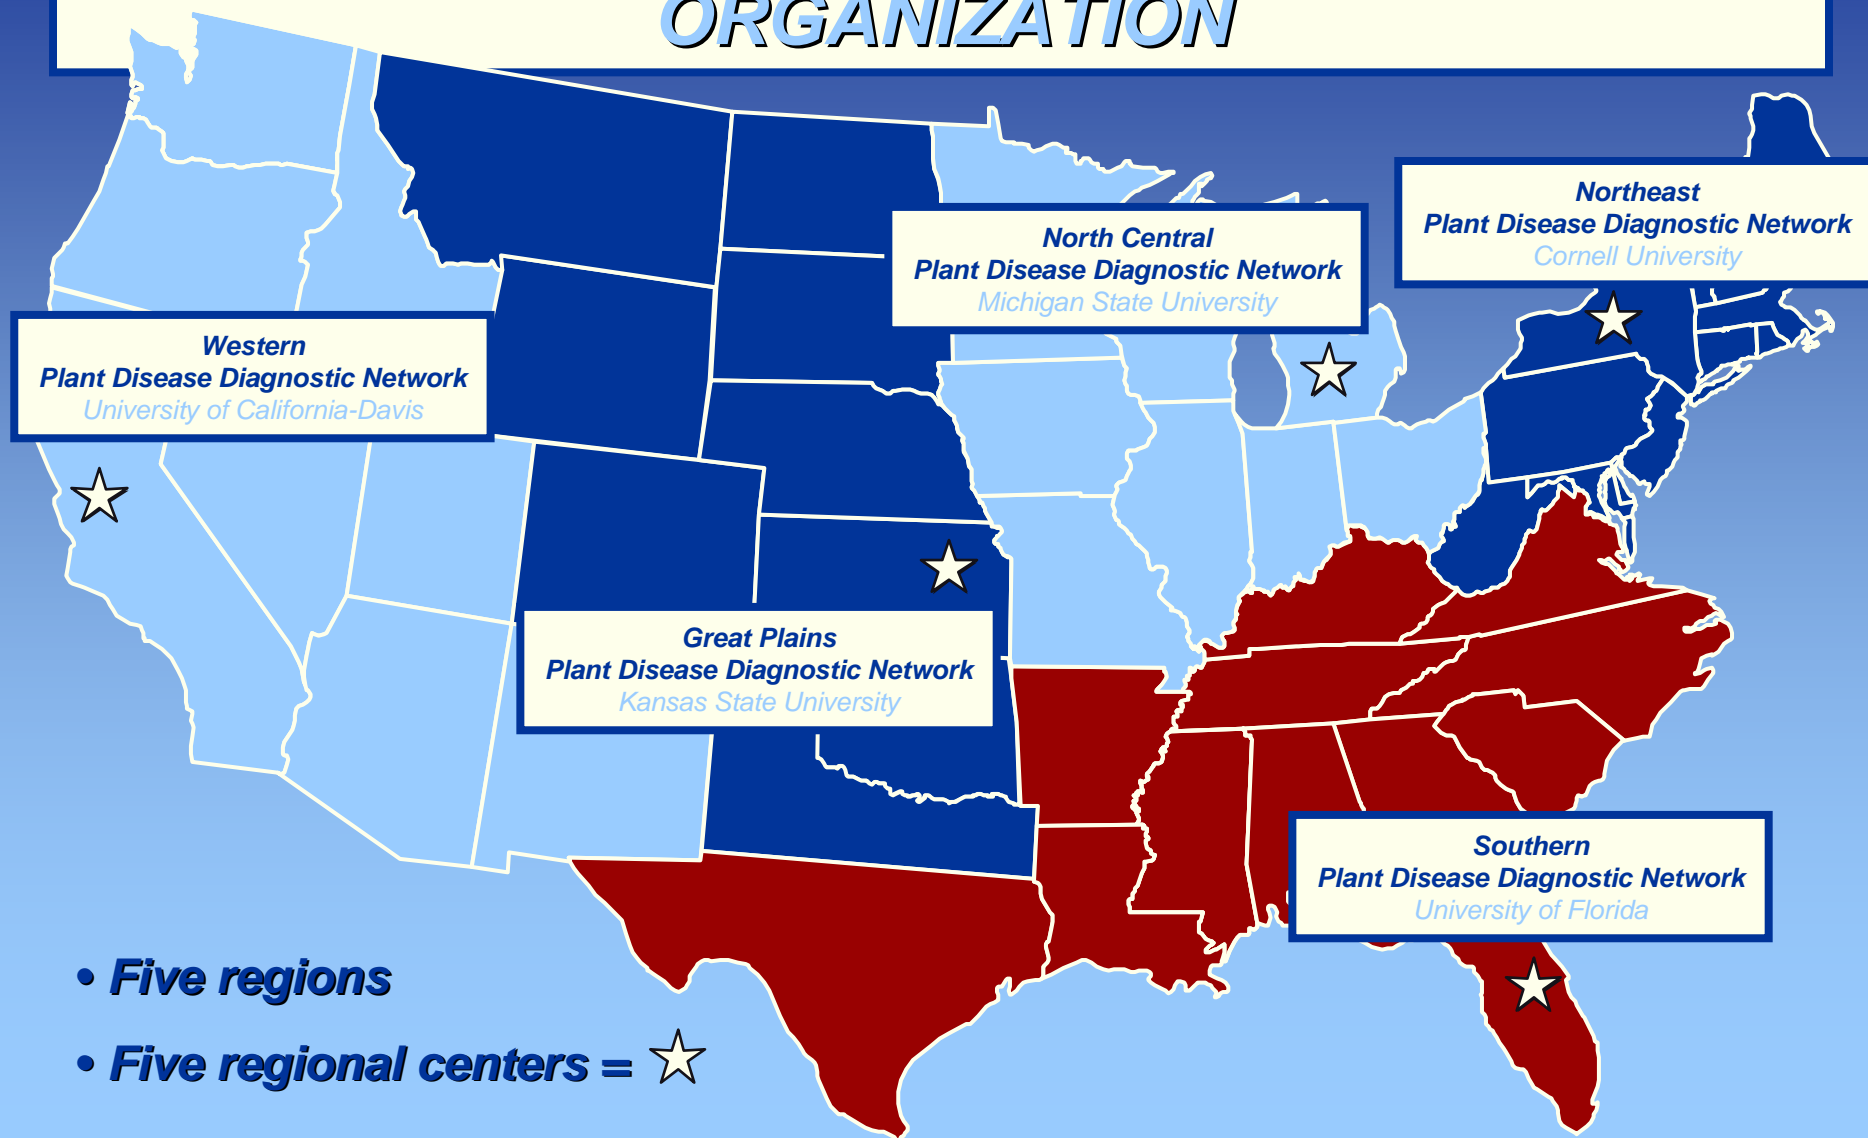 ORGANIZATION
Northeast
Plant Disease Diagnostic Network
Cornell University
North Central
Plant Disease Diagnostic Network
Michigan State University
Western
Plant Disease Diagnostic Network
University of California-Davis
Great Plains
Plant Disease Diagnostic Network
Kansas State University
Southern
Plant Disease Diagnostic Network
University of Florida
• Five regions
• Five regional centers =